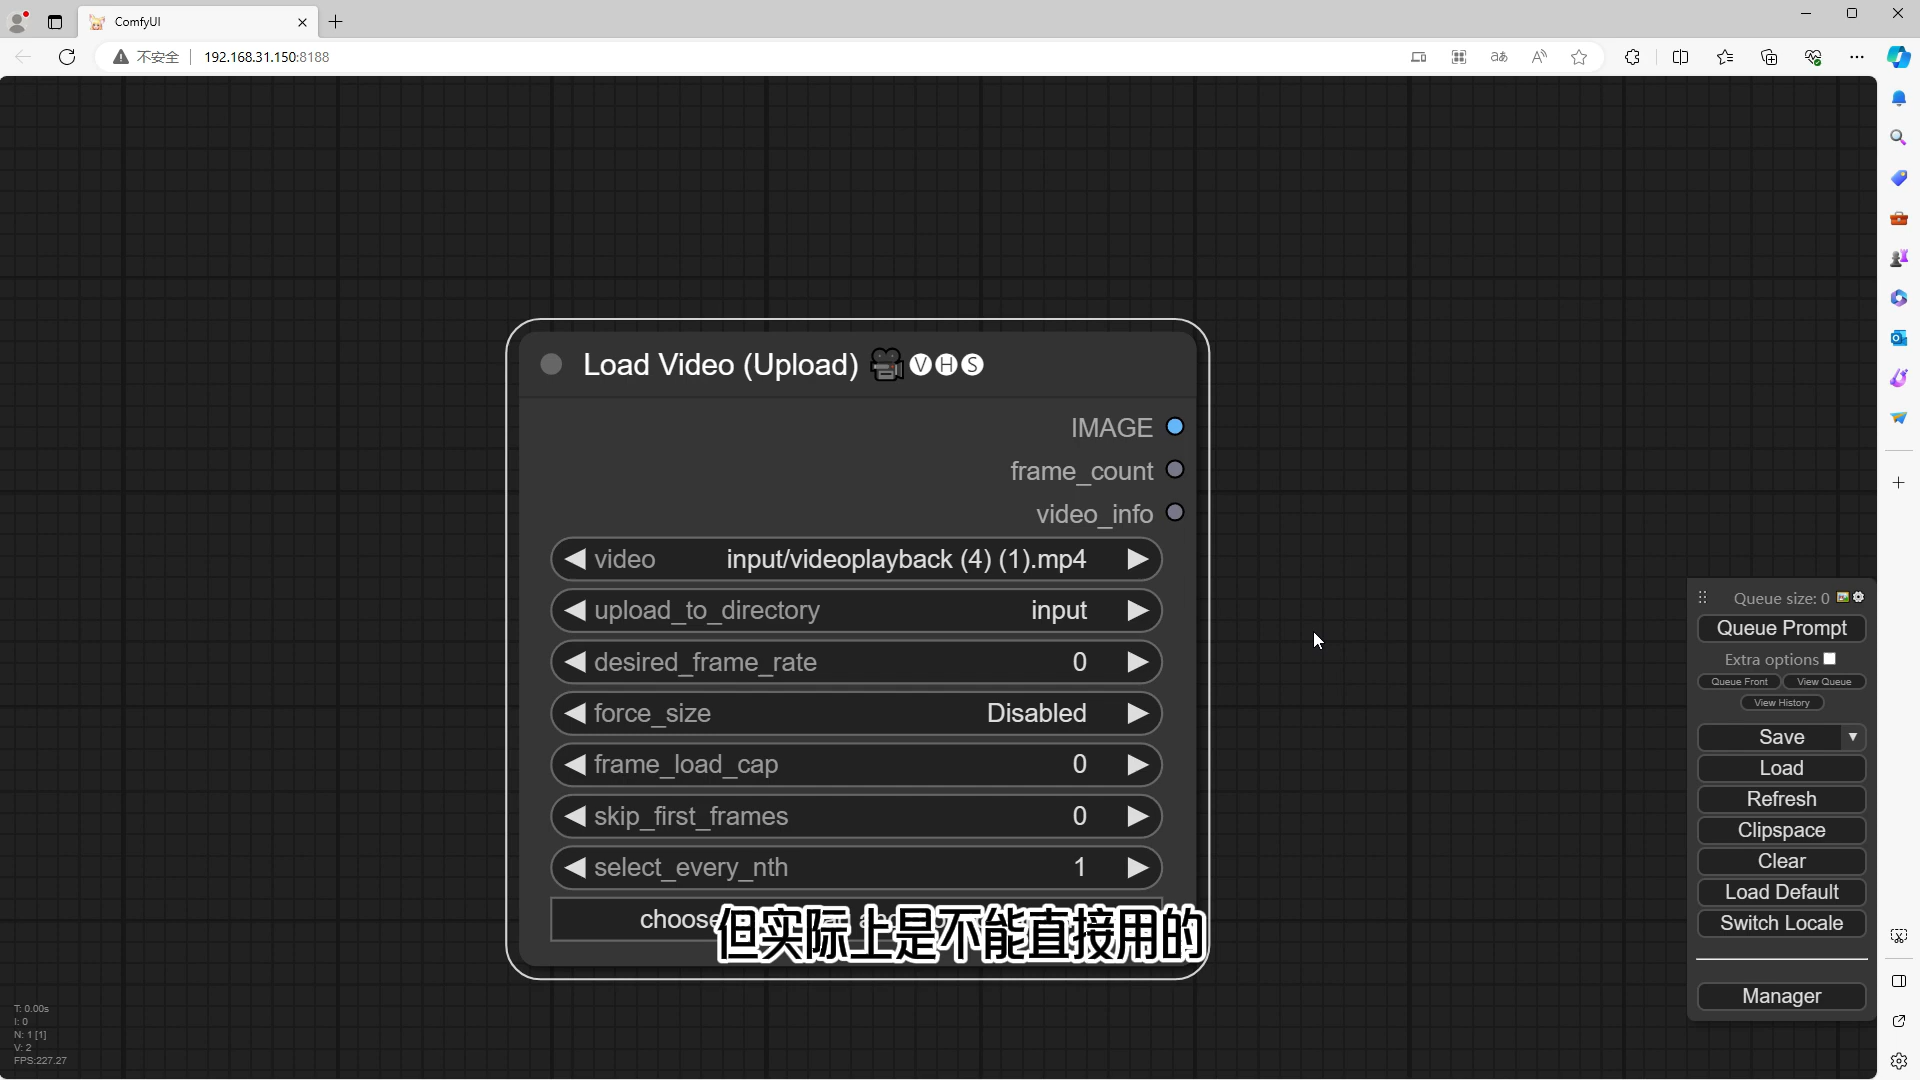 ComfyUI
不安全
192.168.31.150:8188
Load Video (Upload) 🎥ⓋⒽⓈ
IMAGE
frame_count
video_info
video input/videoplayback (4) (1).mp4
upload_to_directory input
desired_frame_rate 0
force_size Disabled
frame_load_cap 0
skip_first_frames 0
select_every_nth 1
choose
但实际上是不能直接用的
Queue size: 0
Queue Prompt
Extra options
Queue Front View Queue
View History
Save ▼
Load
Refresh
Clipspace
Clear
Load Default
Switch Locale
Manager
T: 0.00s
I: 0
N: 1 [1]
V: 2
FPS:227.27